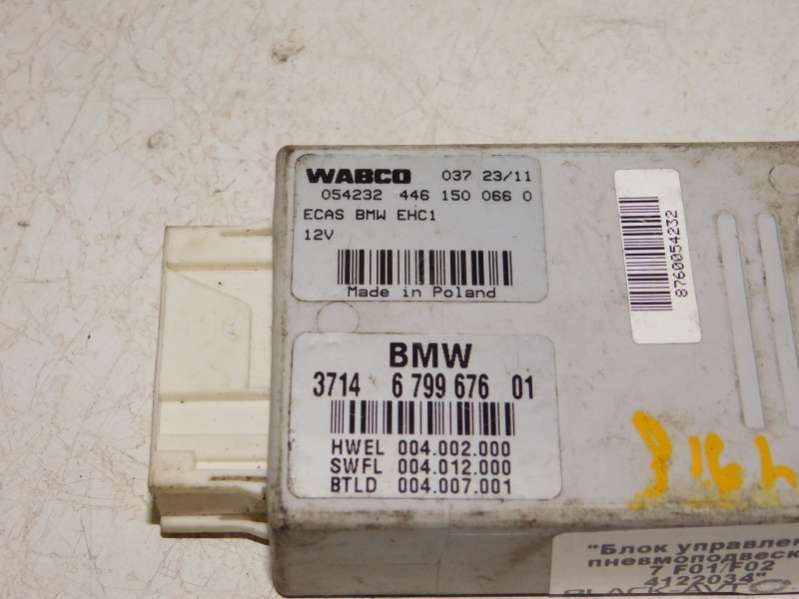 WABCO 037 23/11
054232 446 150 066 0
ECAS BMW EHC1
12V
Made in Poland
8760054232
BMW
3714 6 799 676 01
HWEL 004.002.000
SWFL 004.012.000
BTLD 004.007.001
"Блок управлен
пневмоподвеск
7 F01/F02
4122034"
BLACK-AVTO